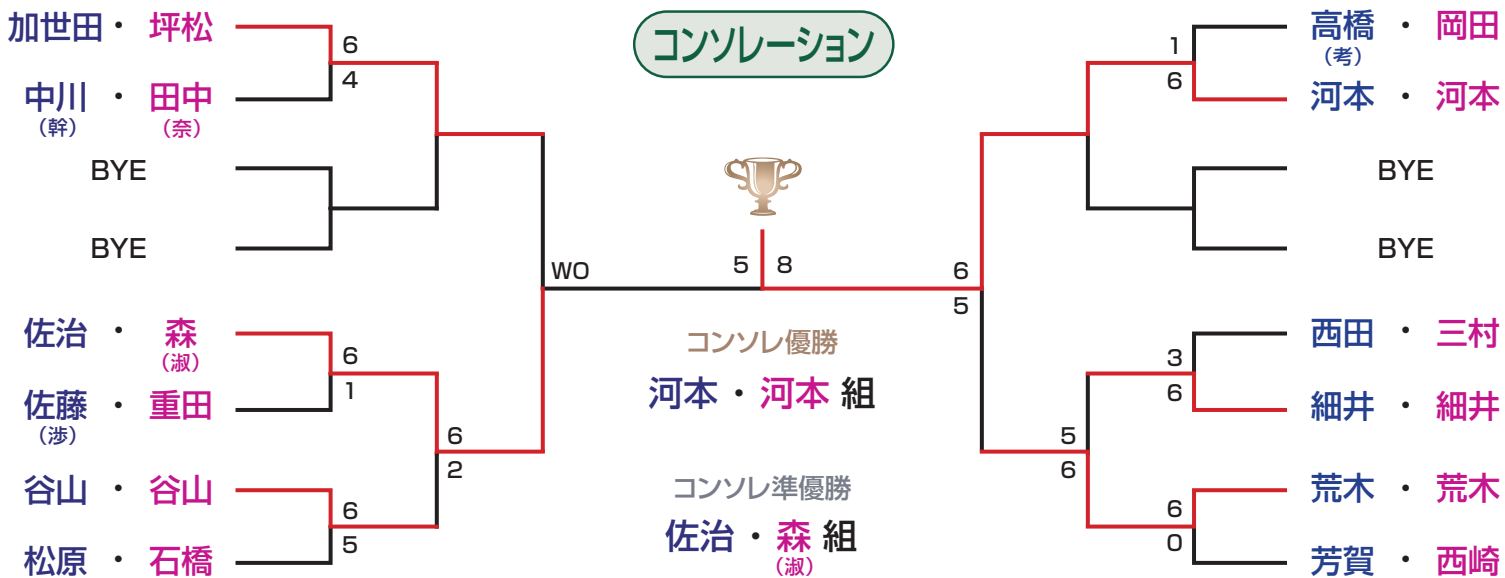 コンソレーション
加世田 ・ 坪松
6
4
中川 ・ 田中
(幹) (奈)
BYE
BYE
WO
佐治 ・ 森
(淑)
6
1
佐藤 ・ 重田
(渉)
6
2
谷山 ・ 谷山
6
5
松原 ・ 石橋
5 8
コンソレ優勝
河本 ・ 河本 組
コンソレ準優勝
佐治 ・ 森 組
(淑)
高橋 ・ 岡田
(考)
1
6
河本 ・ 河本
BYE
BYE
6
5
西田 ・ 三村
3
6
細井 ・ 細井
5
6
荒木 ・ 荒木
6
0
芳賀 ・ 西崎